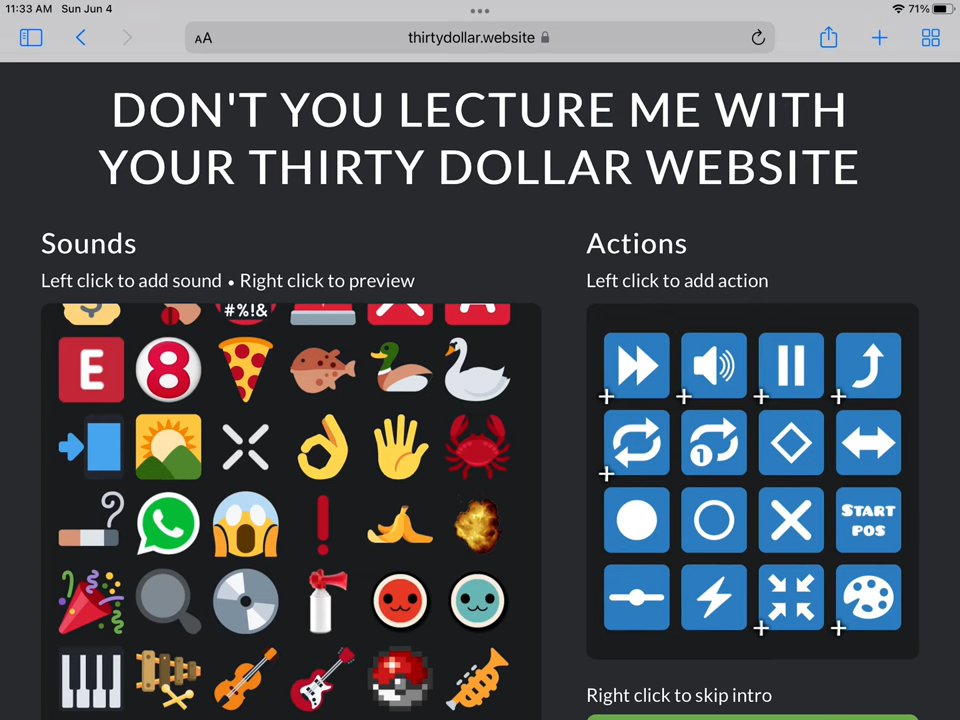 11:33 AM Sun Jun 4
71%
AA
thirtydollar.website
DON'T YOU LECTURE ME WITH
YOUR THIRTY DOLLAR WEBSITE
Sounds
Left click to add sound • Right click to preview
#%!&
E
8
Actions
Left click to add action
1
START
POS
Right click to skip intro